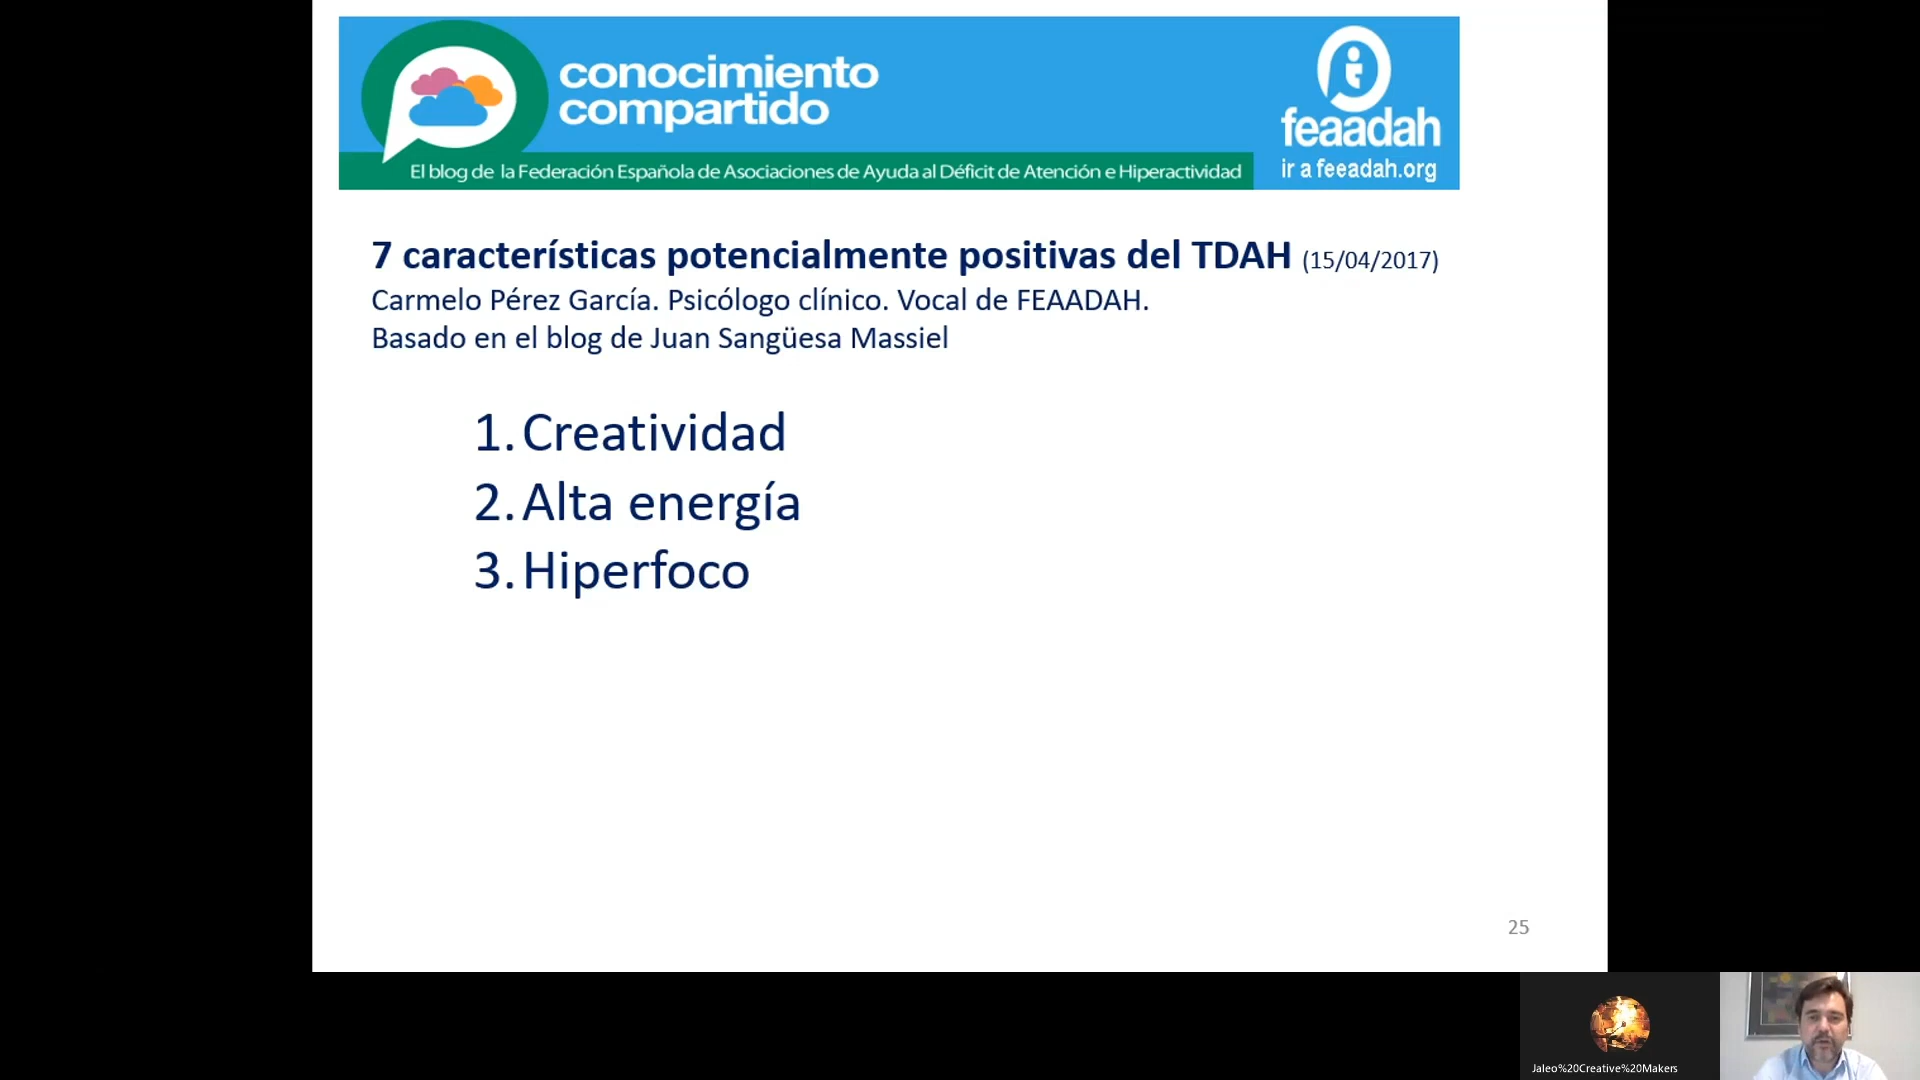 conocimiento
compartido
feaadah
ir a feeadah.org
El blog de la Federación Española de Asociaciones de Ayuda al Déficit de Atención e Hiperactividad
7 características potencialmente positivas del TDAH (15/04/2017)
Carmelo Pérez García. Psicólogo clínico. Vocal de FEAADAH.
Basado en el blog de Juan Sangüesa Massiel
1. Creatividad
2. Alta energía
3. Hiperfoco
25
Jaleo%20Creative%20Makers